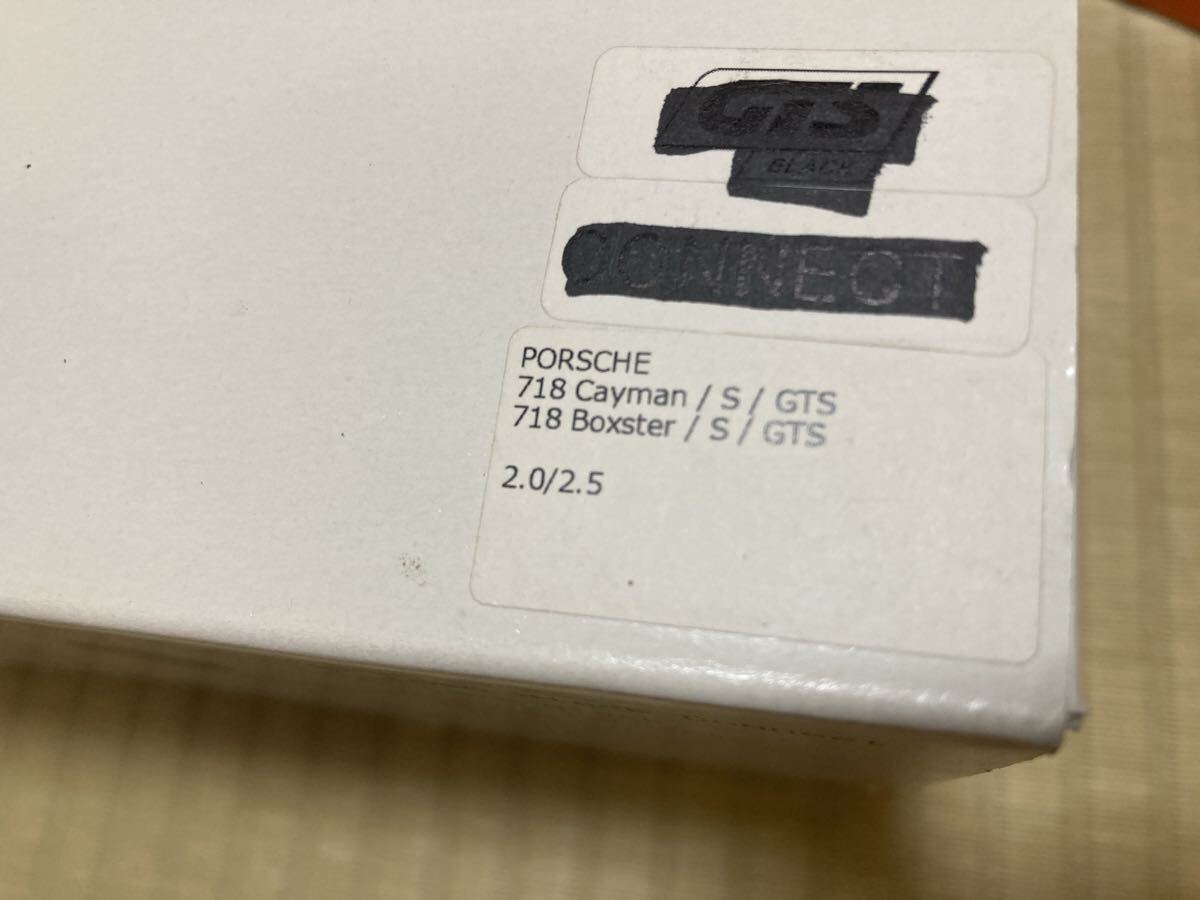 GTS
BLACK
CONNECT
PORSCHE
718 Cayman / S / GTS
718 Boxster / S / GTS
2.0/2.5